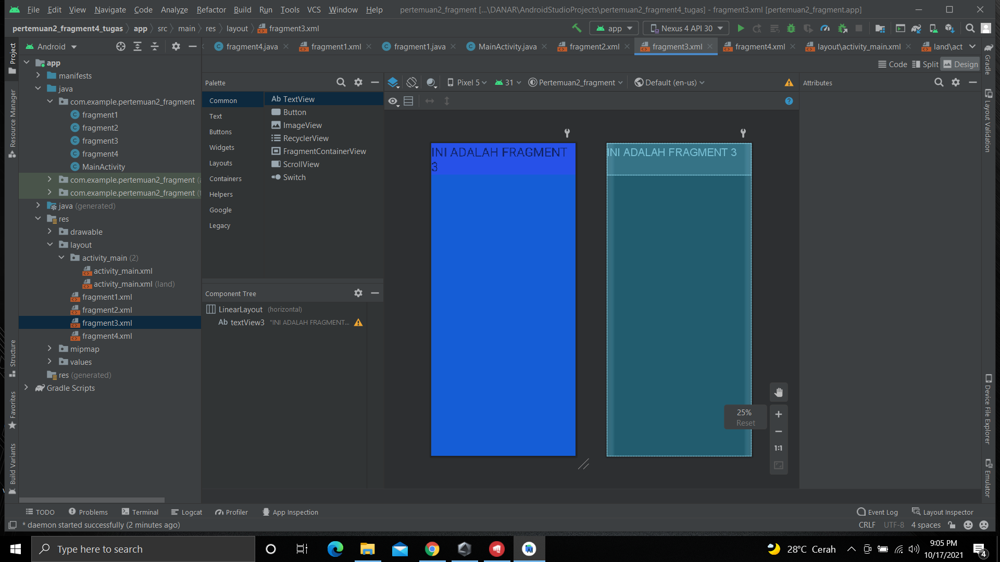 File Edit View Navigate Code Analyze Refactor Build Run Tools VCS Window Help pertemuan2_fragment [...\DANAR\AndroidStudioProjects\pertemuan2_fragment4_tugas] - fragment3.xml [pertemuan2_fragment.app]
pertemuan2_fragment4_tugas app src main res layout fragment3.xml app Nexus 4 API 30
Android fragment4.java fragment1.xml fragment1.java MainActivity.java fragment2.xml fragment3.xml fragment4.xml layout\activity_main.xml land\act
Code Split Design
Project
Resource Manager
Structure
Favorites
Build Variants
app
manifests
java
com.example.pertemuan2_fragment
fragment1
fragment2
fragment3
fragment4
MainActivity
com.example.pertemuan2_fragment
com.example.pertemuan2_fragment
java (generated)
res
drawable
layout
activity_main (2)
activity_main.xml
activity_main.xml (land)
fragment1.xml
fragment2.xml
fragment3.xml
fragment4.xml
mipmap
values
res (generated)
Gradle Scripts
Palette
Common
Text
Buttons
Widgets
Layouts
Containers
Helpers
Google
Legacy
Ab TextView
Button
ImageView
RecyclerView
FragmentContainerView
ScrollView
Switch
Component Tree
LinearLayout (horizontal)
Ab textView3 "INI ADALAH FRAGMENT...
Pixel 5 31 Pertemuan2_fragment Default (en-us)
INI ADALAH FRAGMENT
3
INI ADALAH FRAGMENT 3
25%
Reset
1:1
Attributes
Gradle
Layout Validation
Device File Explorer
Emulator
TODO Problems Terminal Logcat Profiler App Inspection Event Log Layout Inspector
* daemon started successfully (2 minutes ago) CRLF UTF-8 4 spaces
Type here to search
28°C Cerah
9:05 PM
10/17/2021
4